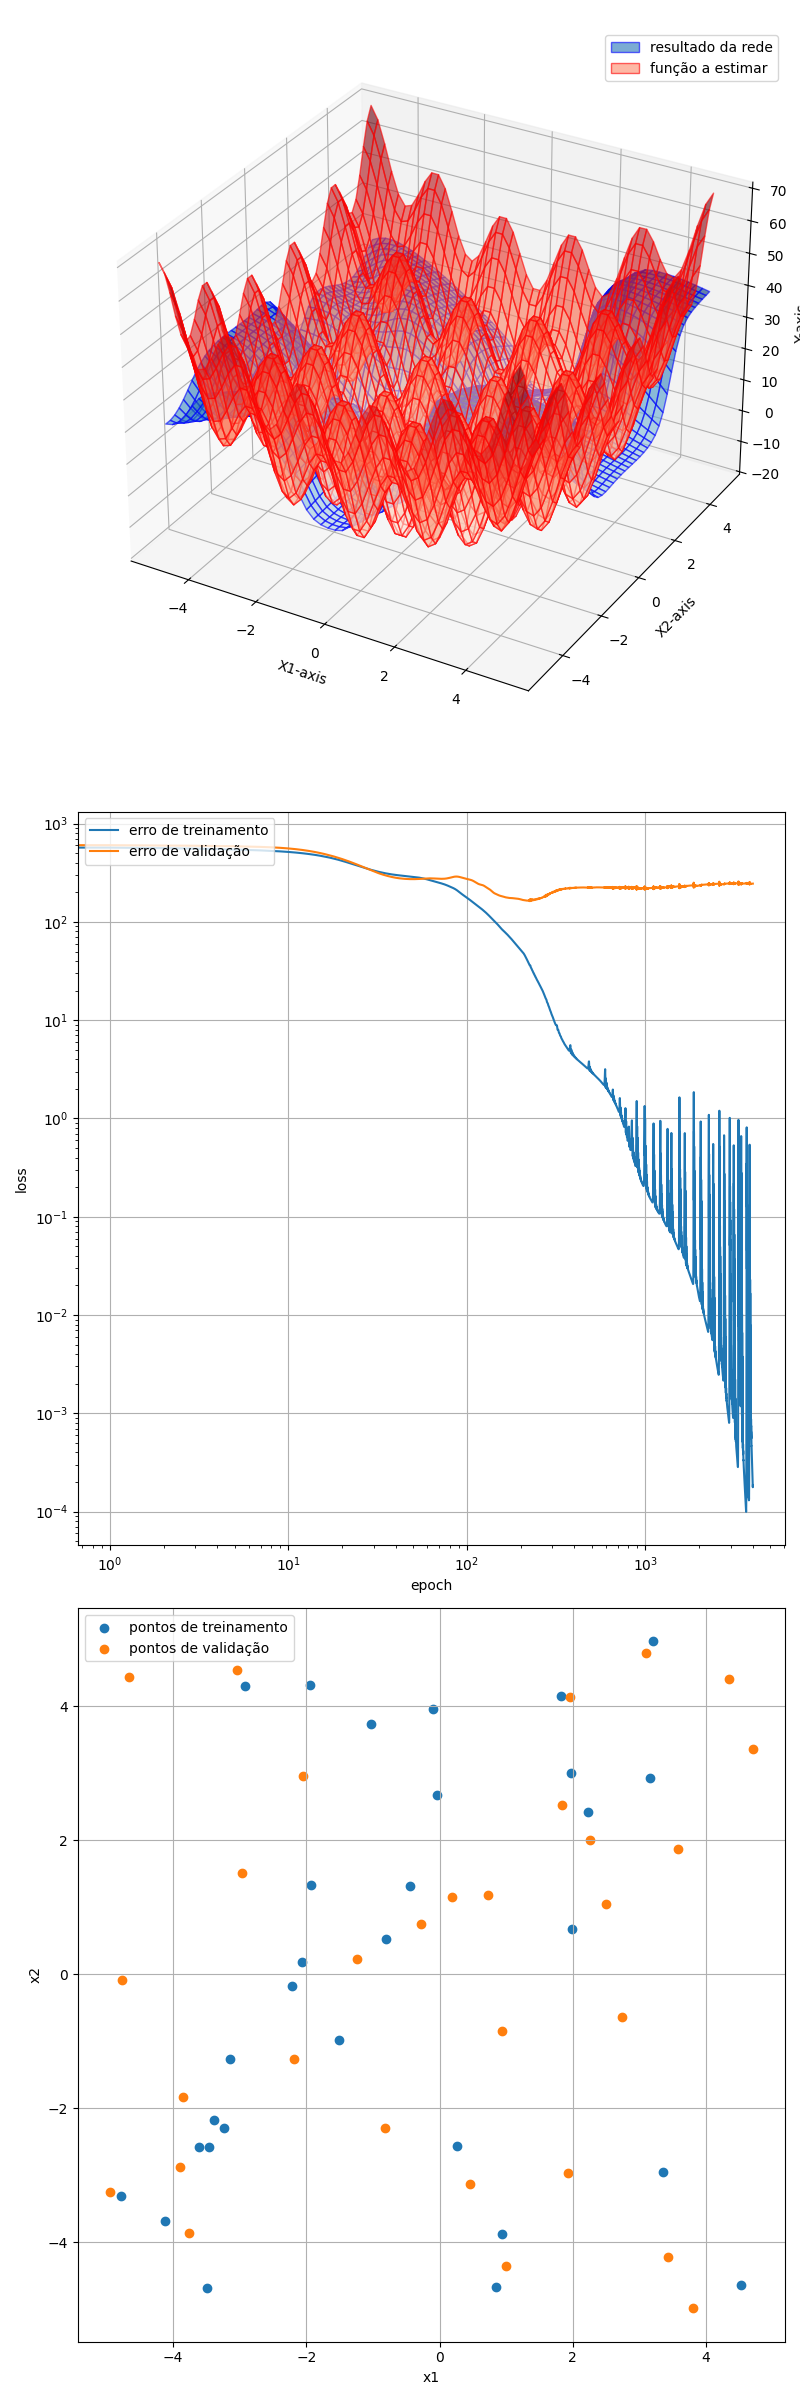 resultado da rede
função a estimar
70
60
50
40
30
20
10
0
−10
−20
4
2
0
−2
−4
X2-axis
−4
−2
0
2
4
X1-axis
10³
10²
10¹
10⁰
10⁻¹
10⁻²
10⁻³
10⁻⁴
loss
erro de treinamento
erro de validação
10⁰ 10¹ 10² 10³
epoch
pontos de treinamento
pontos de validação
4
2
0
−2
−4
x2
−4 −2 0 2 4
x1